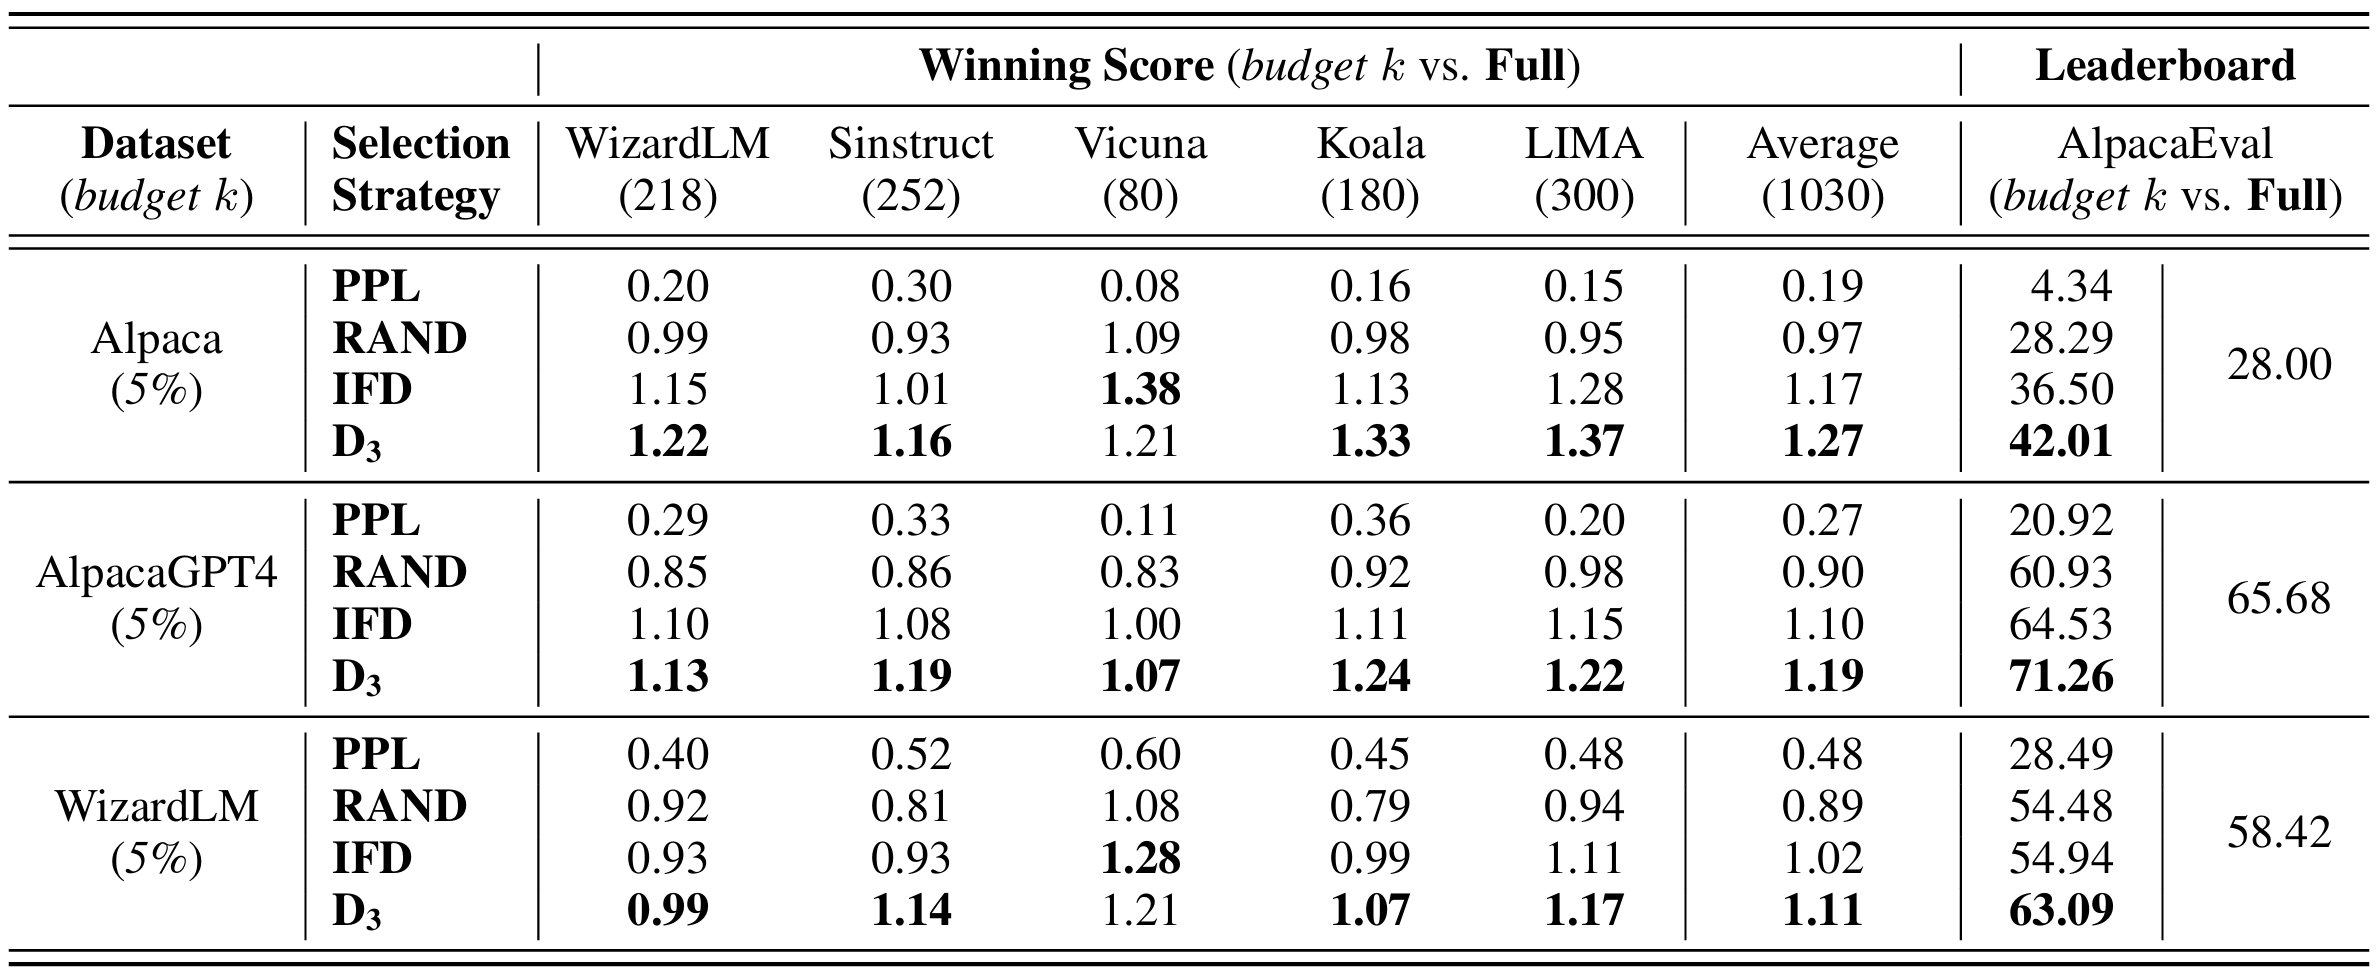 Winning Score (budget k vs. Full) Leaderboard
Dataset Selection WizardLM Sinstruct Vicuna Koala LIMA Average AlpacaEval
(budget k) Strategy (218) (252) (80) (180) (300) (1030) (budget k vs. Full)
PPL 0.20 0.30 0.08 0.16 0.15 0.19 4.34
Alpaca RAND 0.99 0.93 1.09 0.98 0.95 0.97 28.29
28.00
(5%) IFD 1.15 1.01 1.38 1.13 1.28 1.17 36.50
D3 1.22 1.16 1.21 1.33 1.37 1.27 42.01
PPL 0.29 0.33 0.11 0.36 0.20 0.27 20.92
AlpacaGPT4 RAND 0.85 0.86 0.83 0.92 0.98 0.90 60.93
65.68
(5%) IFD 1.10 1.08 1.00 1.11 1.15 1.10 64.53
D3 1.13 1.19 1.07 1.24 1.22 1.19 71.26
PPL 0.40 0.52 0.60 0.45 0.48 0.48 28.49
WizardLM RAND 0.92 0.81 1.08 0.79 0.94 0.89 54.48
58.42
(5%) IFD 0.93 0.93 1.28 0.99 1.11 1.02 54.94
D3 0.99 1.14 1.21 1.07 1.17 1.11 63.09